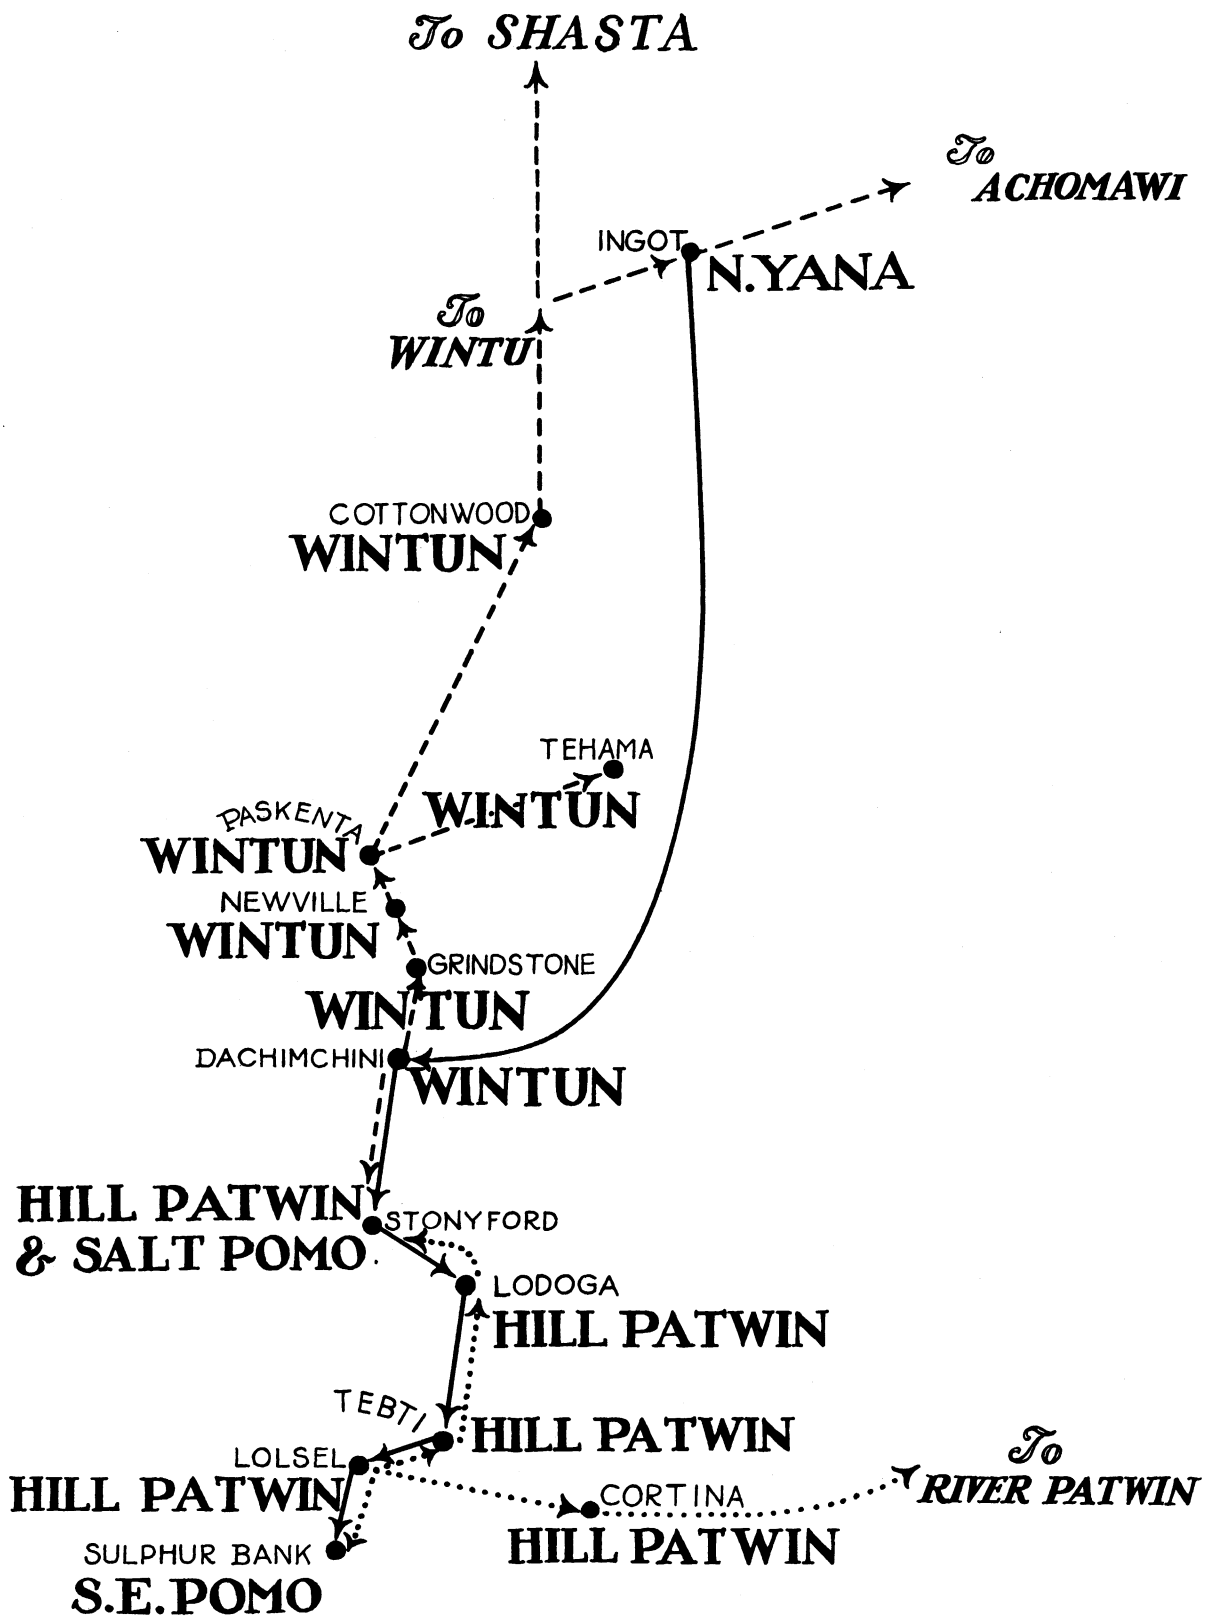 To SHASTA
To
ACHOMAWI
INGOT
N.YANA
To
WINTU
COTTONWOOD
WINTUN
TEHAMA
WINTUN
PASKENTA
WINTUN
NEWVILLE
WINTUN
GRINDSTONE
WINTUN
DACHIMCHINI
WINTUN
HILL PATWIN
& SALT POMO
STONYFORD
LODOGA
HILL PATWIN
TEBTI
HILL PATWIN
LOLSEL
HILL PATWIN
CORTINA
HILL PATWIN
To
RIVER PATWIN
SULPHUR BANK
S.E.POMO